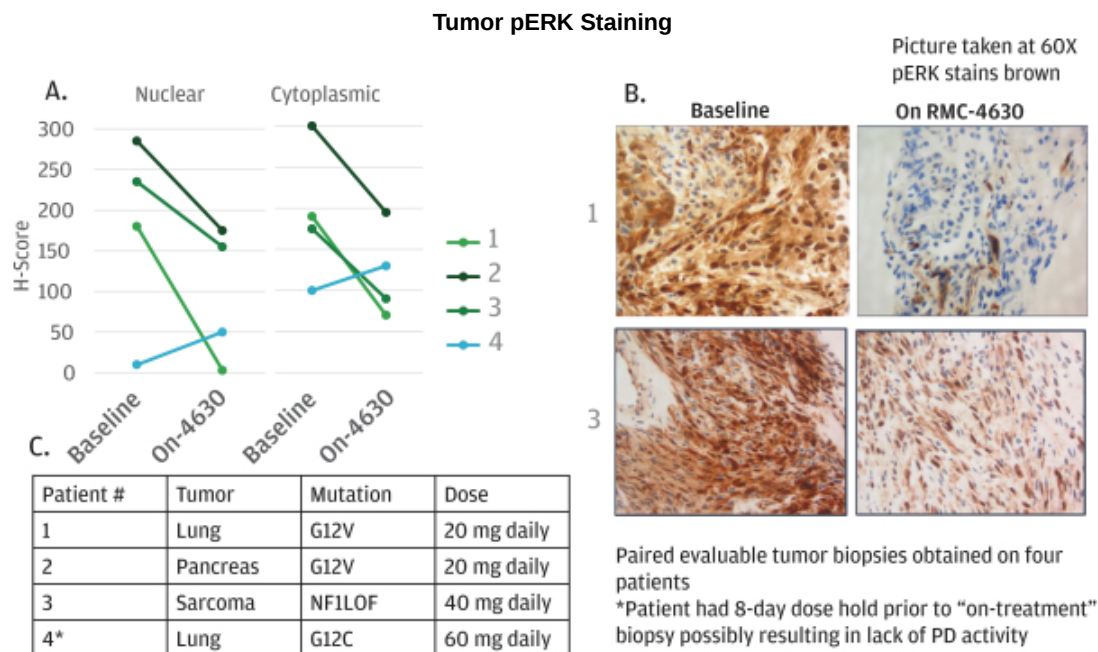 Tumor pERK Staining
Picture taken at 60X
pERK stains brown
A.
Nuclear
Cytoplasmic
H-Score
300
250
200
150
100
50
0
Baseline
On-4630
Baseline
On-4630
1
2
3
4
B.
Baseline
On RMC-4630
1
3
C.
Patient # Tumor Mutation Dose
1 Lung G12V 20 mg daily
2 Pancreas G12V 20 mg daily
3 Sarcoma NF1LOF 40 mg daily
4* Lung G12C 60 mg daily
Paired evaluable tumor biopsies obtained on four
patients
*Patient had 8-day dose hold prior to “on-treatment”
biopsy possibly resulting in lack of PD activity